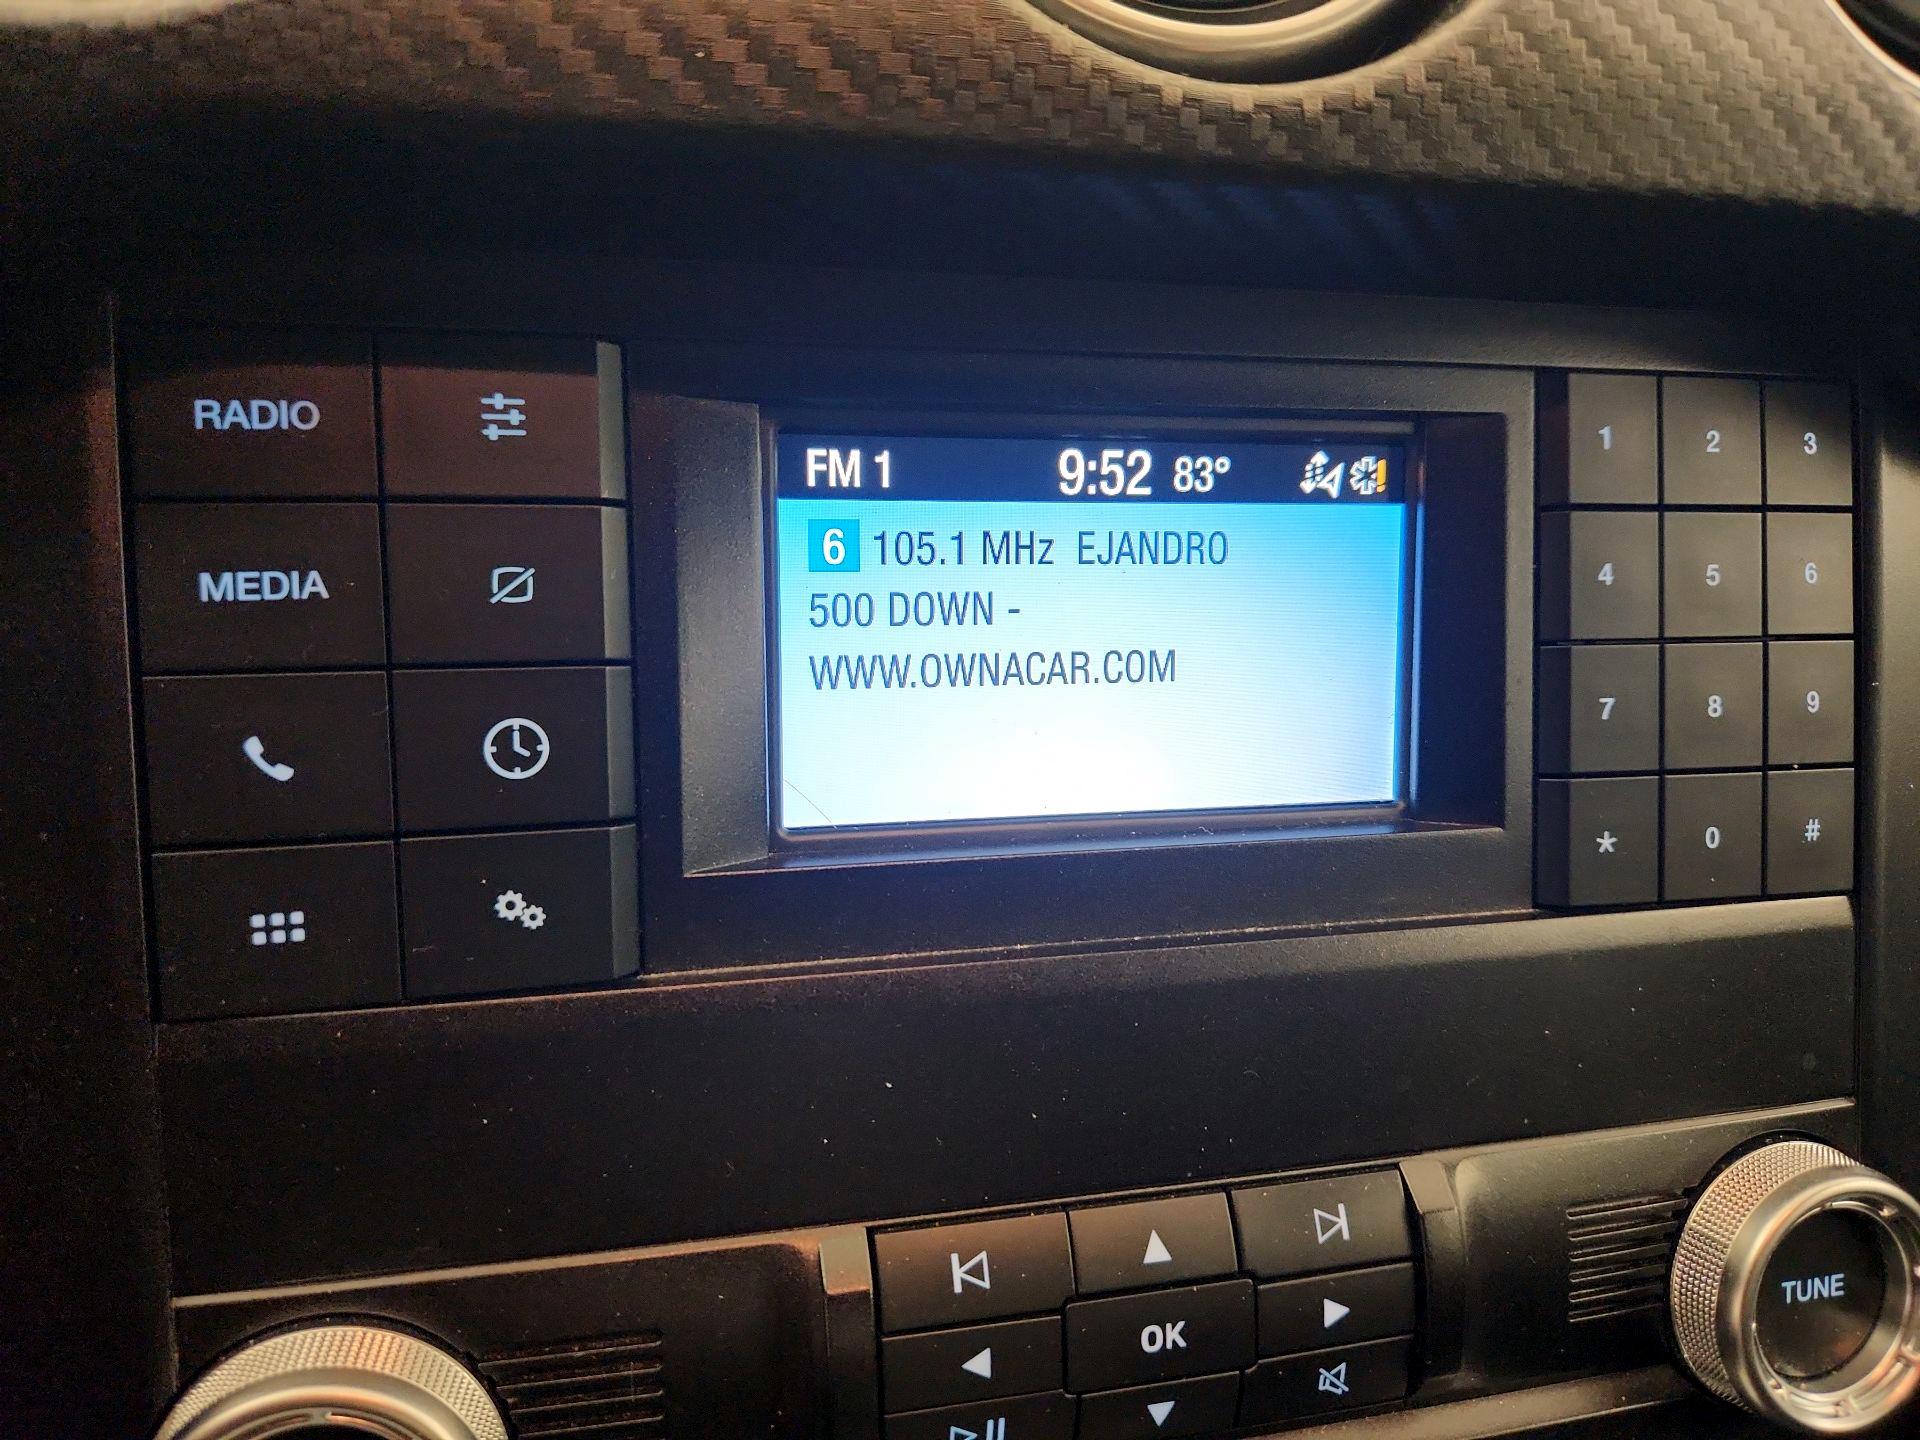 RADIO
MEDIA
FM 1 9:52 83°
6 105.1 MHz EJANDRO
500 DOWN -
WWW.OWNACAR.COM
1 2 3
4 5 6
7 8 9
* 0 #
OK
TUNE